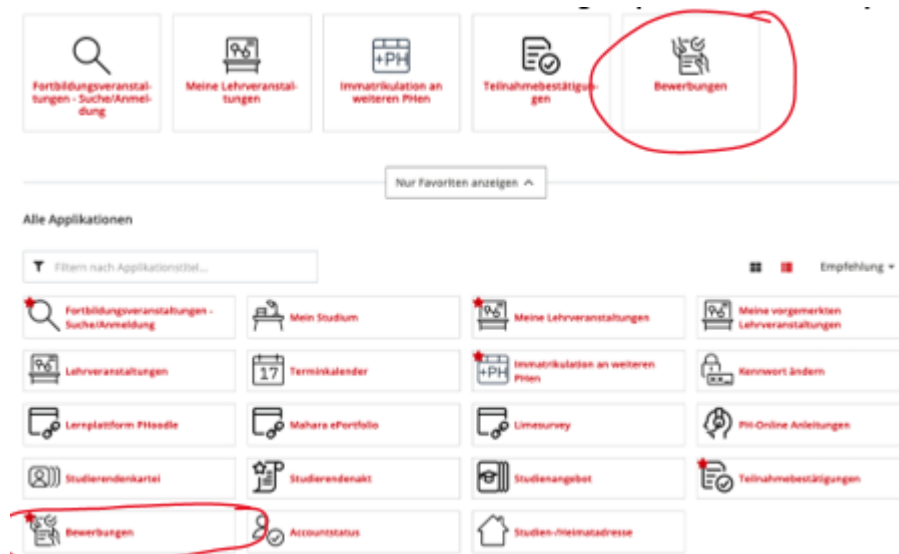 Fortbildungsveranstal-
tungen - Suche/Anmel-
dung
Meine Lehrveranstal-
tungen
+PH
Immatrikulation an
weiteren PHen
Teilnahmebestätigun-
gen
Bewerbungen
Nur Favoriten anzeigen
Alle Applikationen
Filtern nach Applikationstitel...
Empfehlung
Fortbildungsveranstaltungen -
Suche/Anmeldung
Mein Studium
Meine Lehrveranstaltungen
Meine vorgemerkten
Lehrveranstaltungen
Lehrveranstaltungen
17
Terminkalender
+PH
Immatrikulation an weiteren
PHen
Kennwort ändern
Lernplattform PHoodle
Mahara ePortfolio
Limesurvey
PH-Online Anleitungen
Studierendenkartei
Studierendenakt
Studienangebot
Teilnahmebestätigungen
Bewerbungen
Accountstatus
Studien-/Heimatadresse